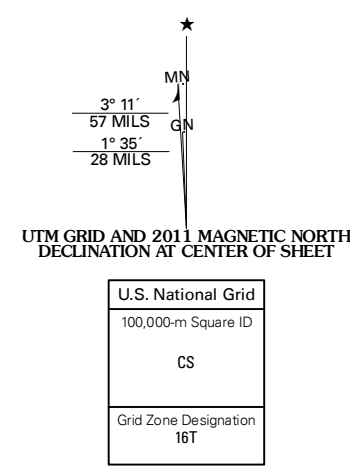 ★
MN
3° 11´
57 MILS
GN
1° 35´
28 MILS
UTM GRID AND 2011 MAGNETIC NORTH
DECLINATION AT CENTER OF SHEET
U.S. National Grid
100,000-m Square ID
CS
Grid Zone Designation
16T